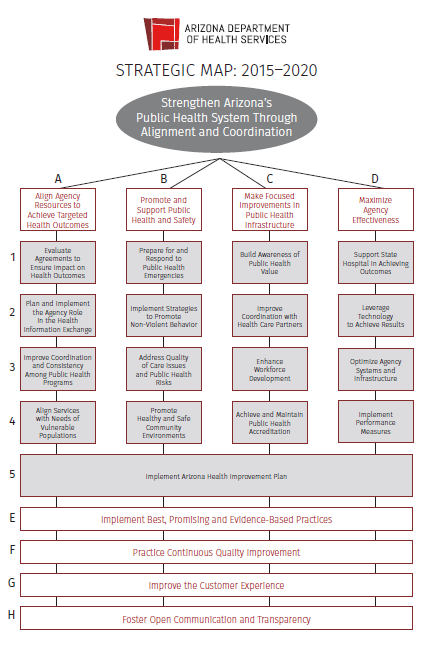 ARIZONA DEPARTMENT
OF HEALTH SERVICES
STRATEGIC MAP: 2015–2020
Strengthen Arizona's
Public Health System Through
Alignment and Coordination
A
B
C
D
Align Agency
Resources to
Achieve Targeted
Health Outcomes
Promote and
Support Public
Health and Safety
Make Focused
Improvements in
Public Health
Infrastructure
Maximize
Agency
Effectiveness
1
Evaluate
Agreements to
Ensure Impact on
Health Outcomes
Prepare for and
Respond to
Public Health
Emergencies
Build Awareness of
Public Health
Value
Support State
Hospital in Achieving
Outcomes
2
Plan and Implement
the Agency Role
in the Health
Information Exchange
Implement Strategies
to Promote
Non-Violent Behavior
Improve
Coordination with
Health Care Partners
Leverage
Technology
to Achieve Results
3
Improve Coordination
and Consistency
Among Public Health
Programs
Address Quality
of Care Issues
and Public Health
Risks
Enhance
Workforce
Development
Optimize Agency
Systems and
Infrastructure
4
Align Services
with Needs of
Vulnerable
Populations
Promote
Healthy and Safe
Community
Environments
Achieve and Maintain
Public Health
Accreditation
Implement
Performance
Measures
5
Implement Arizona Health Improvement Plan
E
Implement Best, Promising and Evidence-Based Practices
F
Practice Continuous Quality Improvement
G
Improve the Customer Experience
H
Foster Open Communication and Transparency